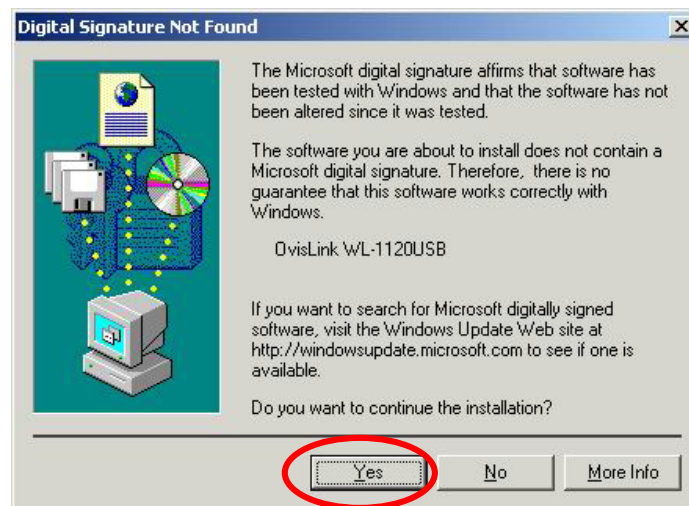 Digital Signature Not Found
The Microsoft digital signature affirms that software has
been tested with Windows and that the software has not
been altered since it was tested.
The software you are about to install does not contain a
Microsoft digital signature. Therefore, there is no
guarantee that this software works correctly with
Windows.
OvisLink WL-1120USB
If you want to search for Microsoft digitally signed
software, visit the Windows Update Web site at
http://windowsupdate.microsoft.com to see if one is
available.
Do you want to continue the installation?
Yes
No
More Info